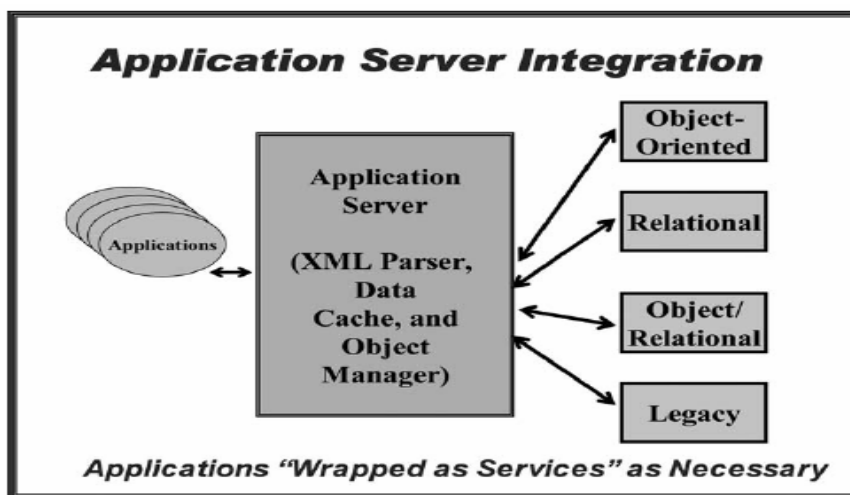 Application Server Integration
Applications
Application
Server
(XML Parser,
Data
Cache, and
Object
Manager)
Object-
Oriented
Relational
Object/
Relational
Legacy
Applications “Wrapped as Services” as Necessary